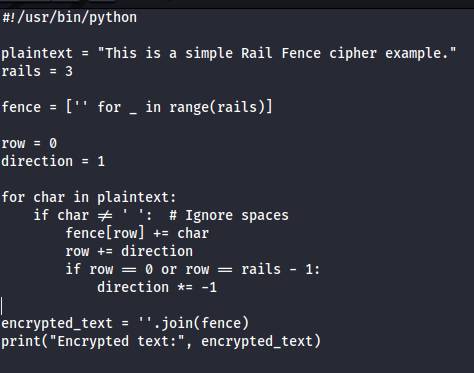 #!/usr/bin/python
plaintext = "This is a simple Rail Fence cipher example."
rails = 3
fence = ['' for _ in range(rails)]
row = 0
direction = 1
for char in plaintext:
    if char != ' ':  # Ignore spaces
        fence[row] += char
        row += direction
        if row == 0 or row == rails - 1:
            direction *= -1
encrypted_text = ''.join(fence)
print("Encrypted text:", encrypted_text)